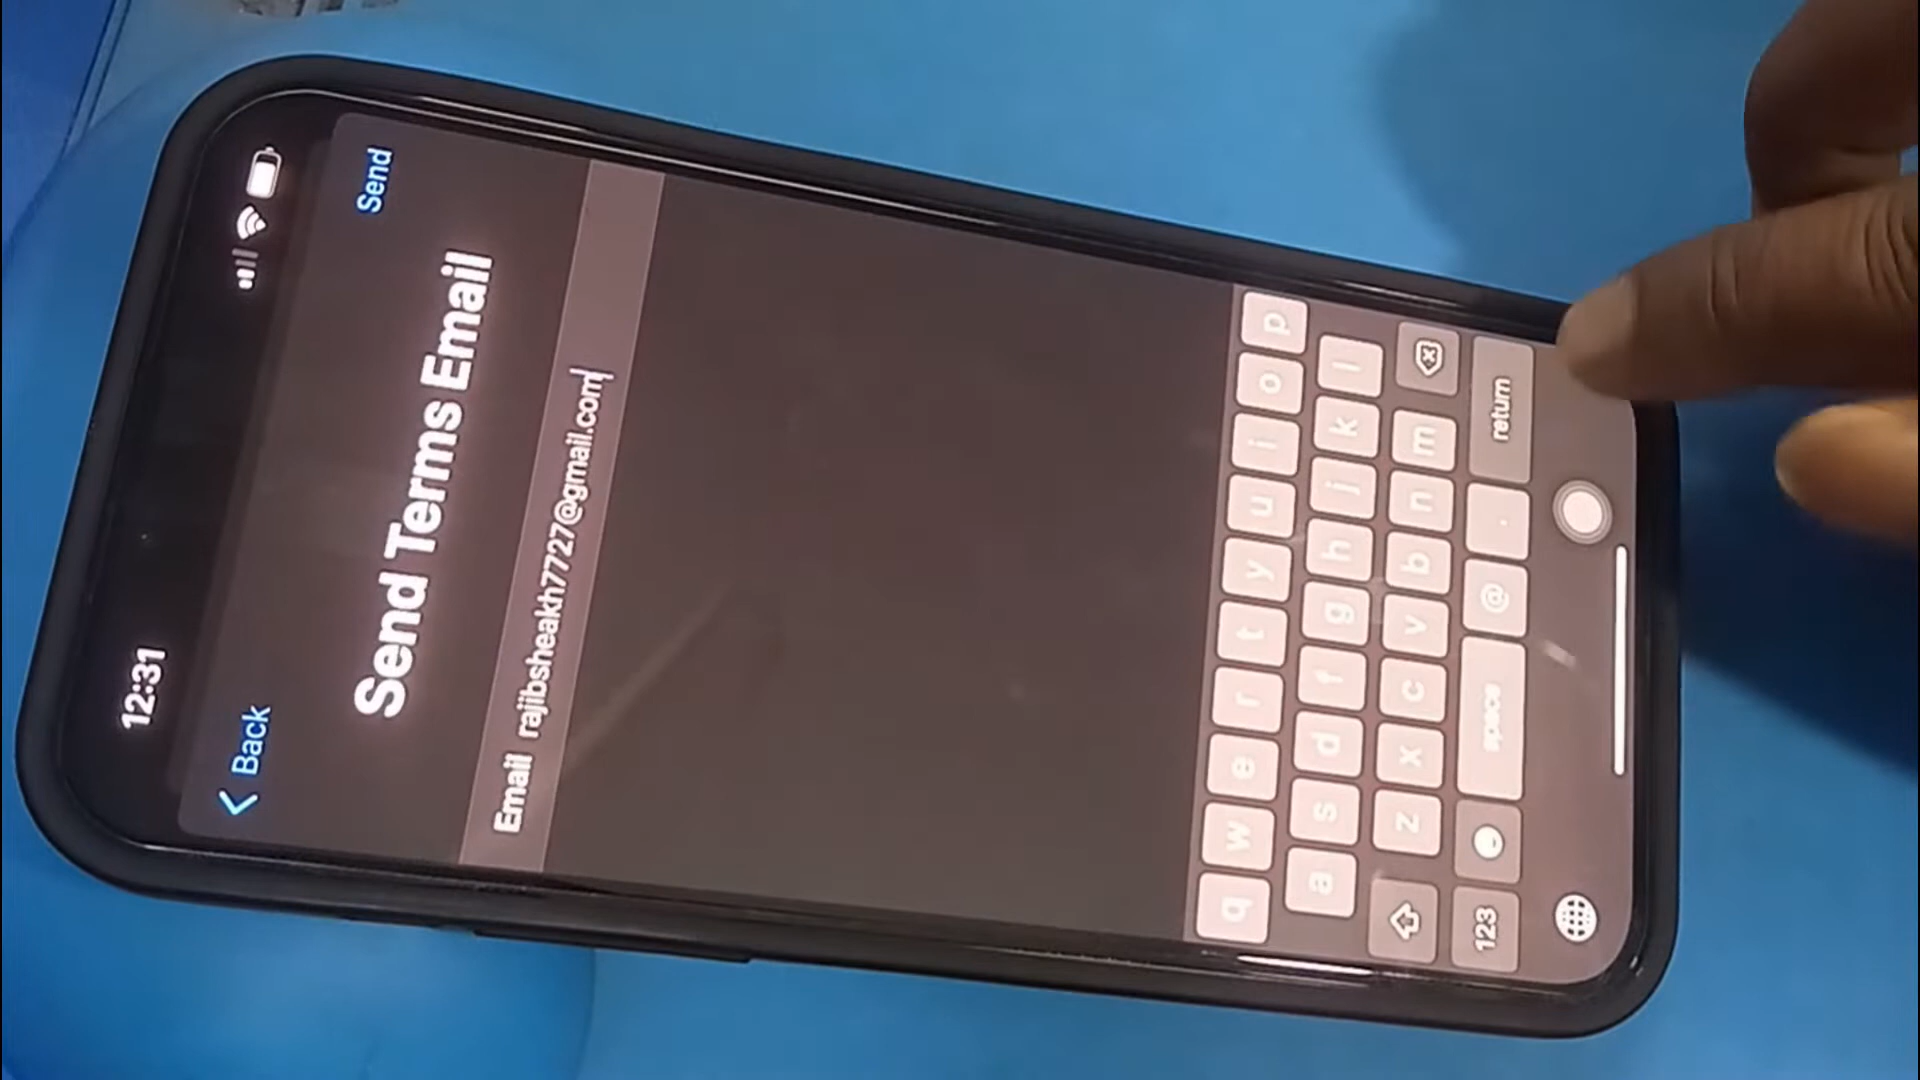 12:31
Back
Send
Send Terms Email
Email rajibsheakh7727@gmail.com
q w e r t y u i o p
a s d f g h j k l
z x c v b n m
123 space @ . return